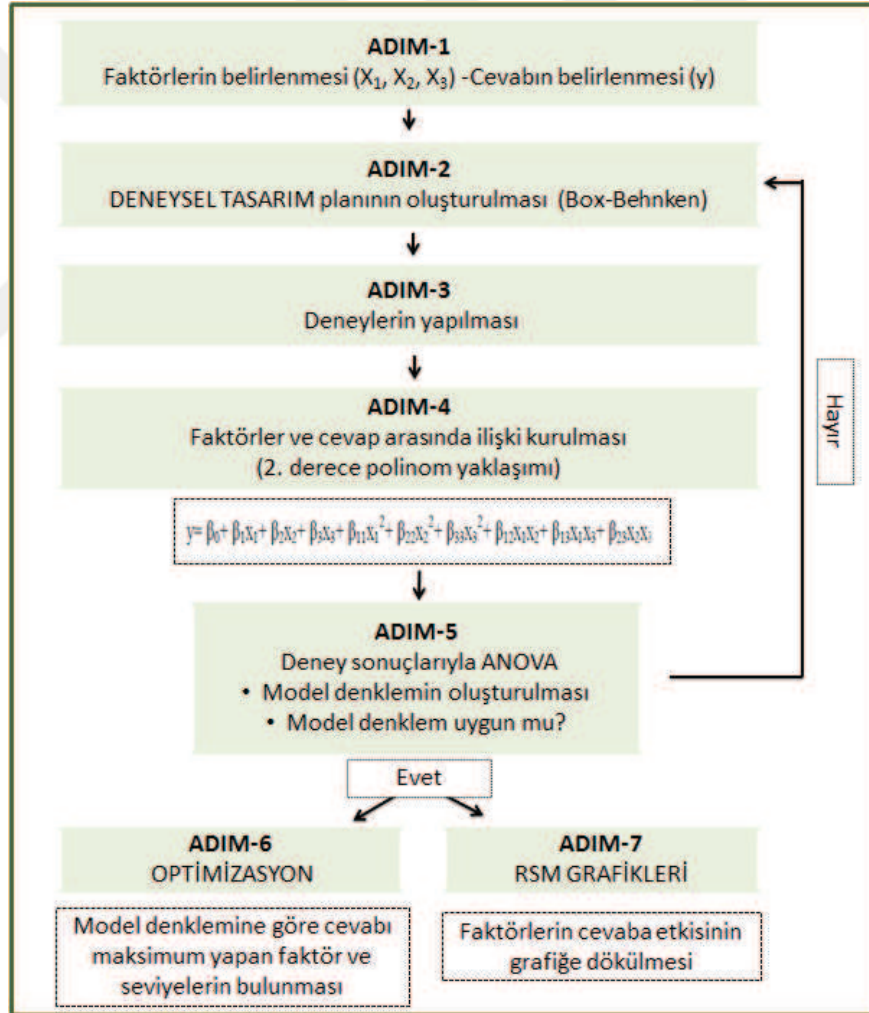 ADIM-1
Faktörlerin belirlenmesi (X₁, X₂, X₃) -Cevabın belirlenmesi (y)
ADIM-2
DENEYSEL TASARIM planının oluşturulması (Box-Behnken)
ADIM-3
Deneylerin yapılması
ADIM-4
Faktörler ve cevap arasında ilişki kurulması
(2. derece polinom yaklaşımı)
y= β₀+ β₁x₁+ β₂x₂+ β₃x₃+ β₁₁x₁²+ β₂₂x₂²+ β₃₃x₃²+ β₁₂x₁x₂+ β₁₃x₁x₃+ β₂₃x₂x₃
ADIM-5
Deney sonuçlarıyla ANOVA
• Model denklemin oluşturulması
• Model denklem uygun mu?
Hayır
Evet
ADIM-6
OPTİMİZASYON
Model denklemine göre cevabı
maksimum yapan faktör ve
seviyelerin bulunması
ADIM-7
RSM GRAFİKLERİ
Faktörlerin cevaba etkisinin
grafiğe dökülmesi